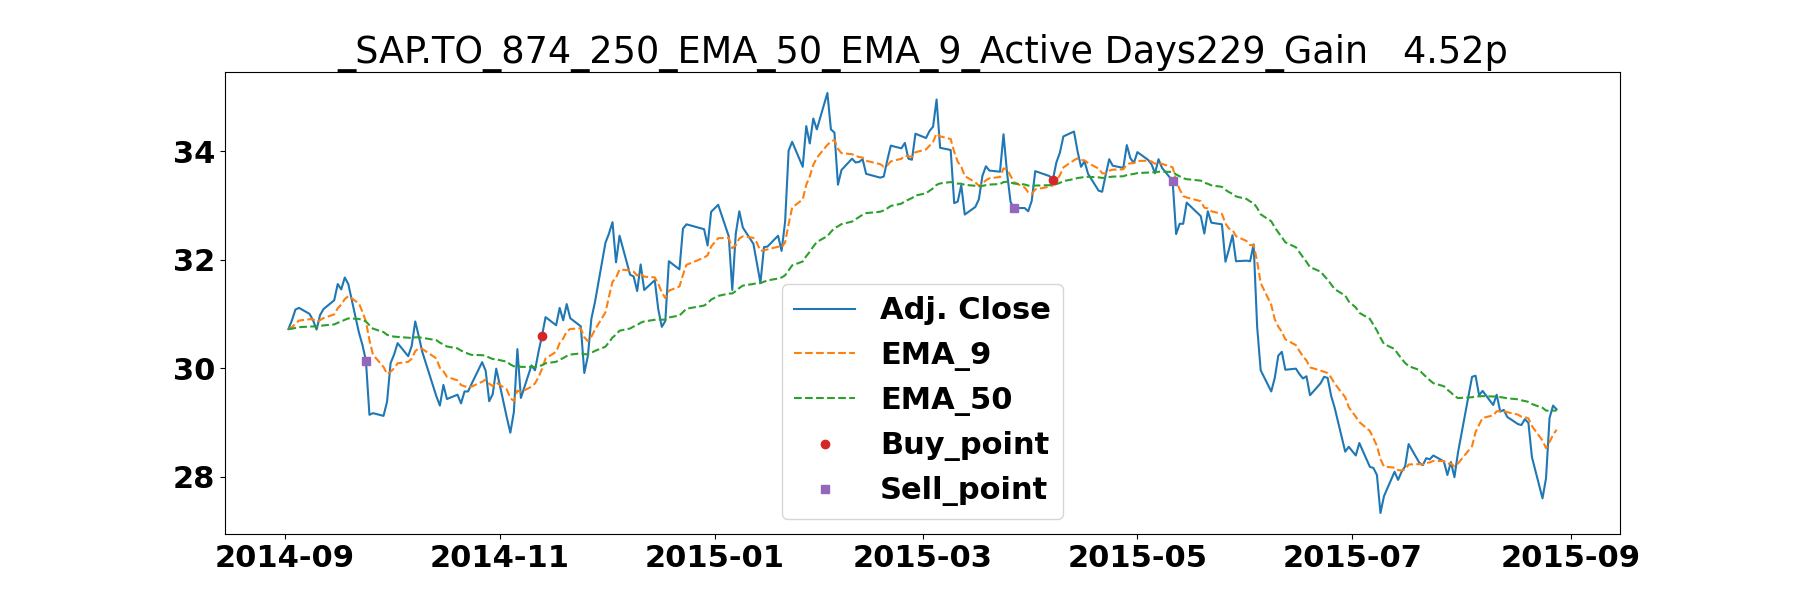 _SAP.TO_874_250_EMA_50_EMA_9_Active Days229_Gain   4.52p
34
32
30
28
Adj. Close
EMA_9
EMA_50
Buy_point
Sell_point
2014-09 2014-11 2015-01 2015-03 2015-05 2015-07 2015-09